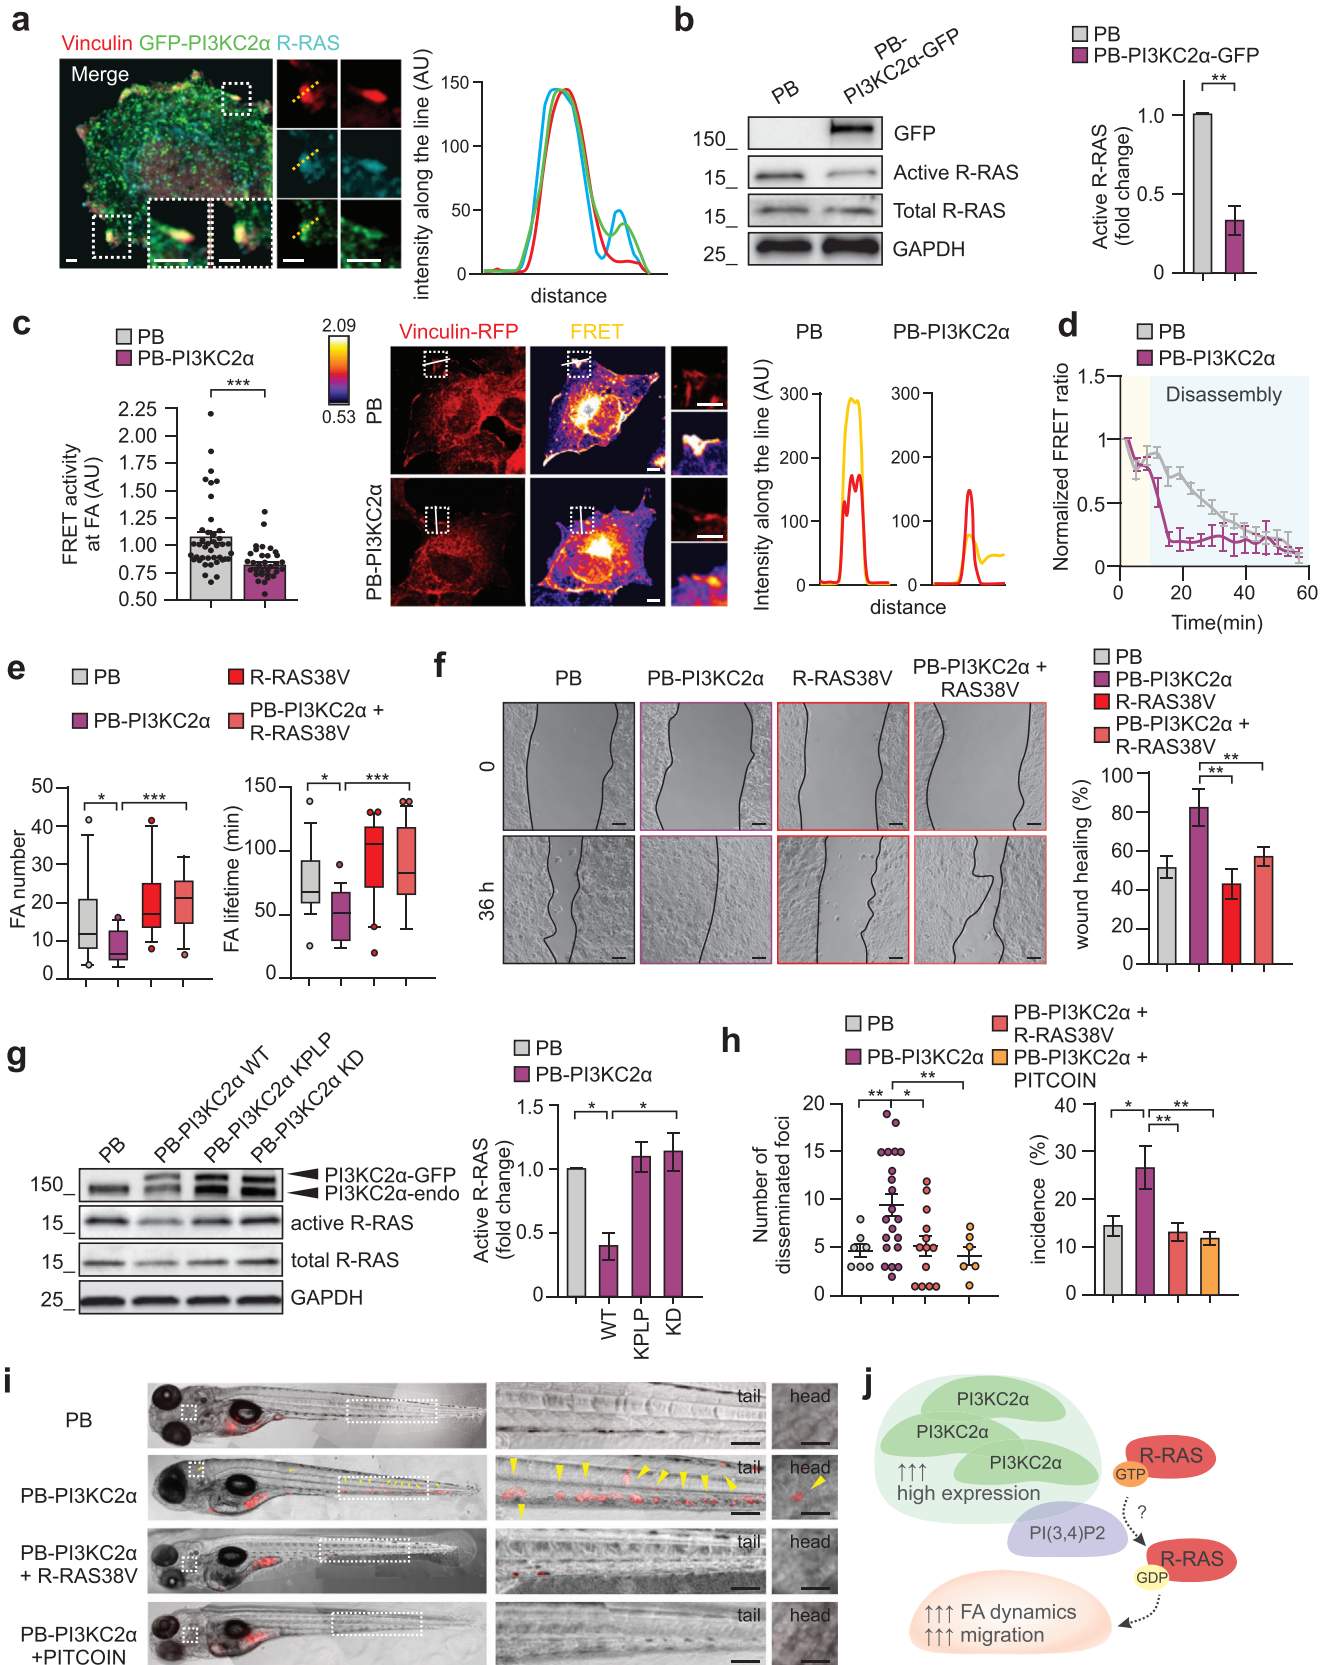 a
Vinculin GFP-PI3KC2α R-RAS
Merge
intensity along the line (AU)
150
100
50
0
distance
b
PB
PB-
PI3KC2α-GFP
150_
GFP
15_
Active R-RAS
15_
Total R-RAS
25_
GAPDH
PB
PB-PI3KC2α-GFP
**
Active R-RAS
(fold change)
1.0
0.5
0
c
PB
PB-PI3KC2α
***
FRET activity
at FA (AU)
2.25
2.00
1.75
1.50
1.25
1.00
0.75
0.50
2.09
0.53
Vinculin-RFP
FRET
PB
PB-PI3KC2α
PB
PB-PI3KC2α
Intensity along the line (AU)
300
200
100
0
300
200
100
0
distance
d
PB
PB-PI3KC2α
Disassembly
Normalized FRET ratio
1.5
1
0.5
0
0
20
40
60
Time(min)
e
PB
R-RAS38V
PB-PI3KC2α
PB-PI3KC2α +
R-RAS38V
FA number
50
40
30
20
10
0
*
***
FA lifetime (min)
150
100
50
0
*
***
f
PB
PB-PI3KC2α
R-RAS38V
PB-PI3KC2α +
RAS38V
0
36 h
PB
PB-PI3KC2α
R-RAS38V
PB-PI3KC2α +
R-RAS38V
**
**
wound healing (%)
100
80
60
40
20
0
g
PB
PB-PI3KC2α WT
PB-PI3KC2α KPLP
PB-PI3KC2α KD
150_
PI3KC2α-GFP
PI3KC2α-endo
15_
active R-RAS
15_
total R-RAS
25_
GAPDH
PB
PB-PI3KC2α
*
*
Active R-RAS
(fold change)
1.5
1.0
0.5
0
WT
KPLP
KD
h
PB
PB-PI3KC2α +
R-RAS38V
PB-PI3KC2α
PB-PI3KC2α +
PITCOIN
**
**
*
Number of
disseminated foci
20
15
10
5
0
*
**
**
incidence (%)
40
30
20
10
0
i
PB
tail
head
PB-PI3KC2α
tail
head
PB-PI3KC2α
+ R-RAS38V
tail
head
PB-PI3KC2α
+PITCOIN
tail
head
j
PI3KC2α
PI3KC2α
PI3KC2α
↑↑↑
high expression
R-RAS
GTP
?
PI(3,4)P2
R-RAS
GDP
↑↑↑ FA dynamics
↑↑↑ migration